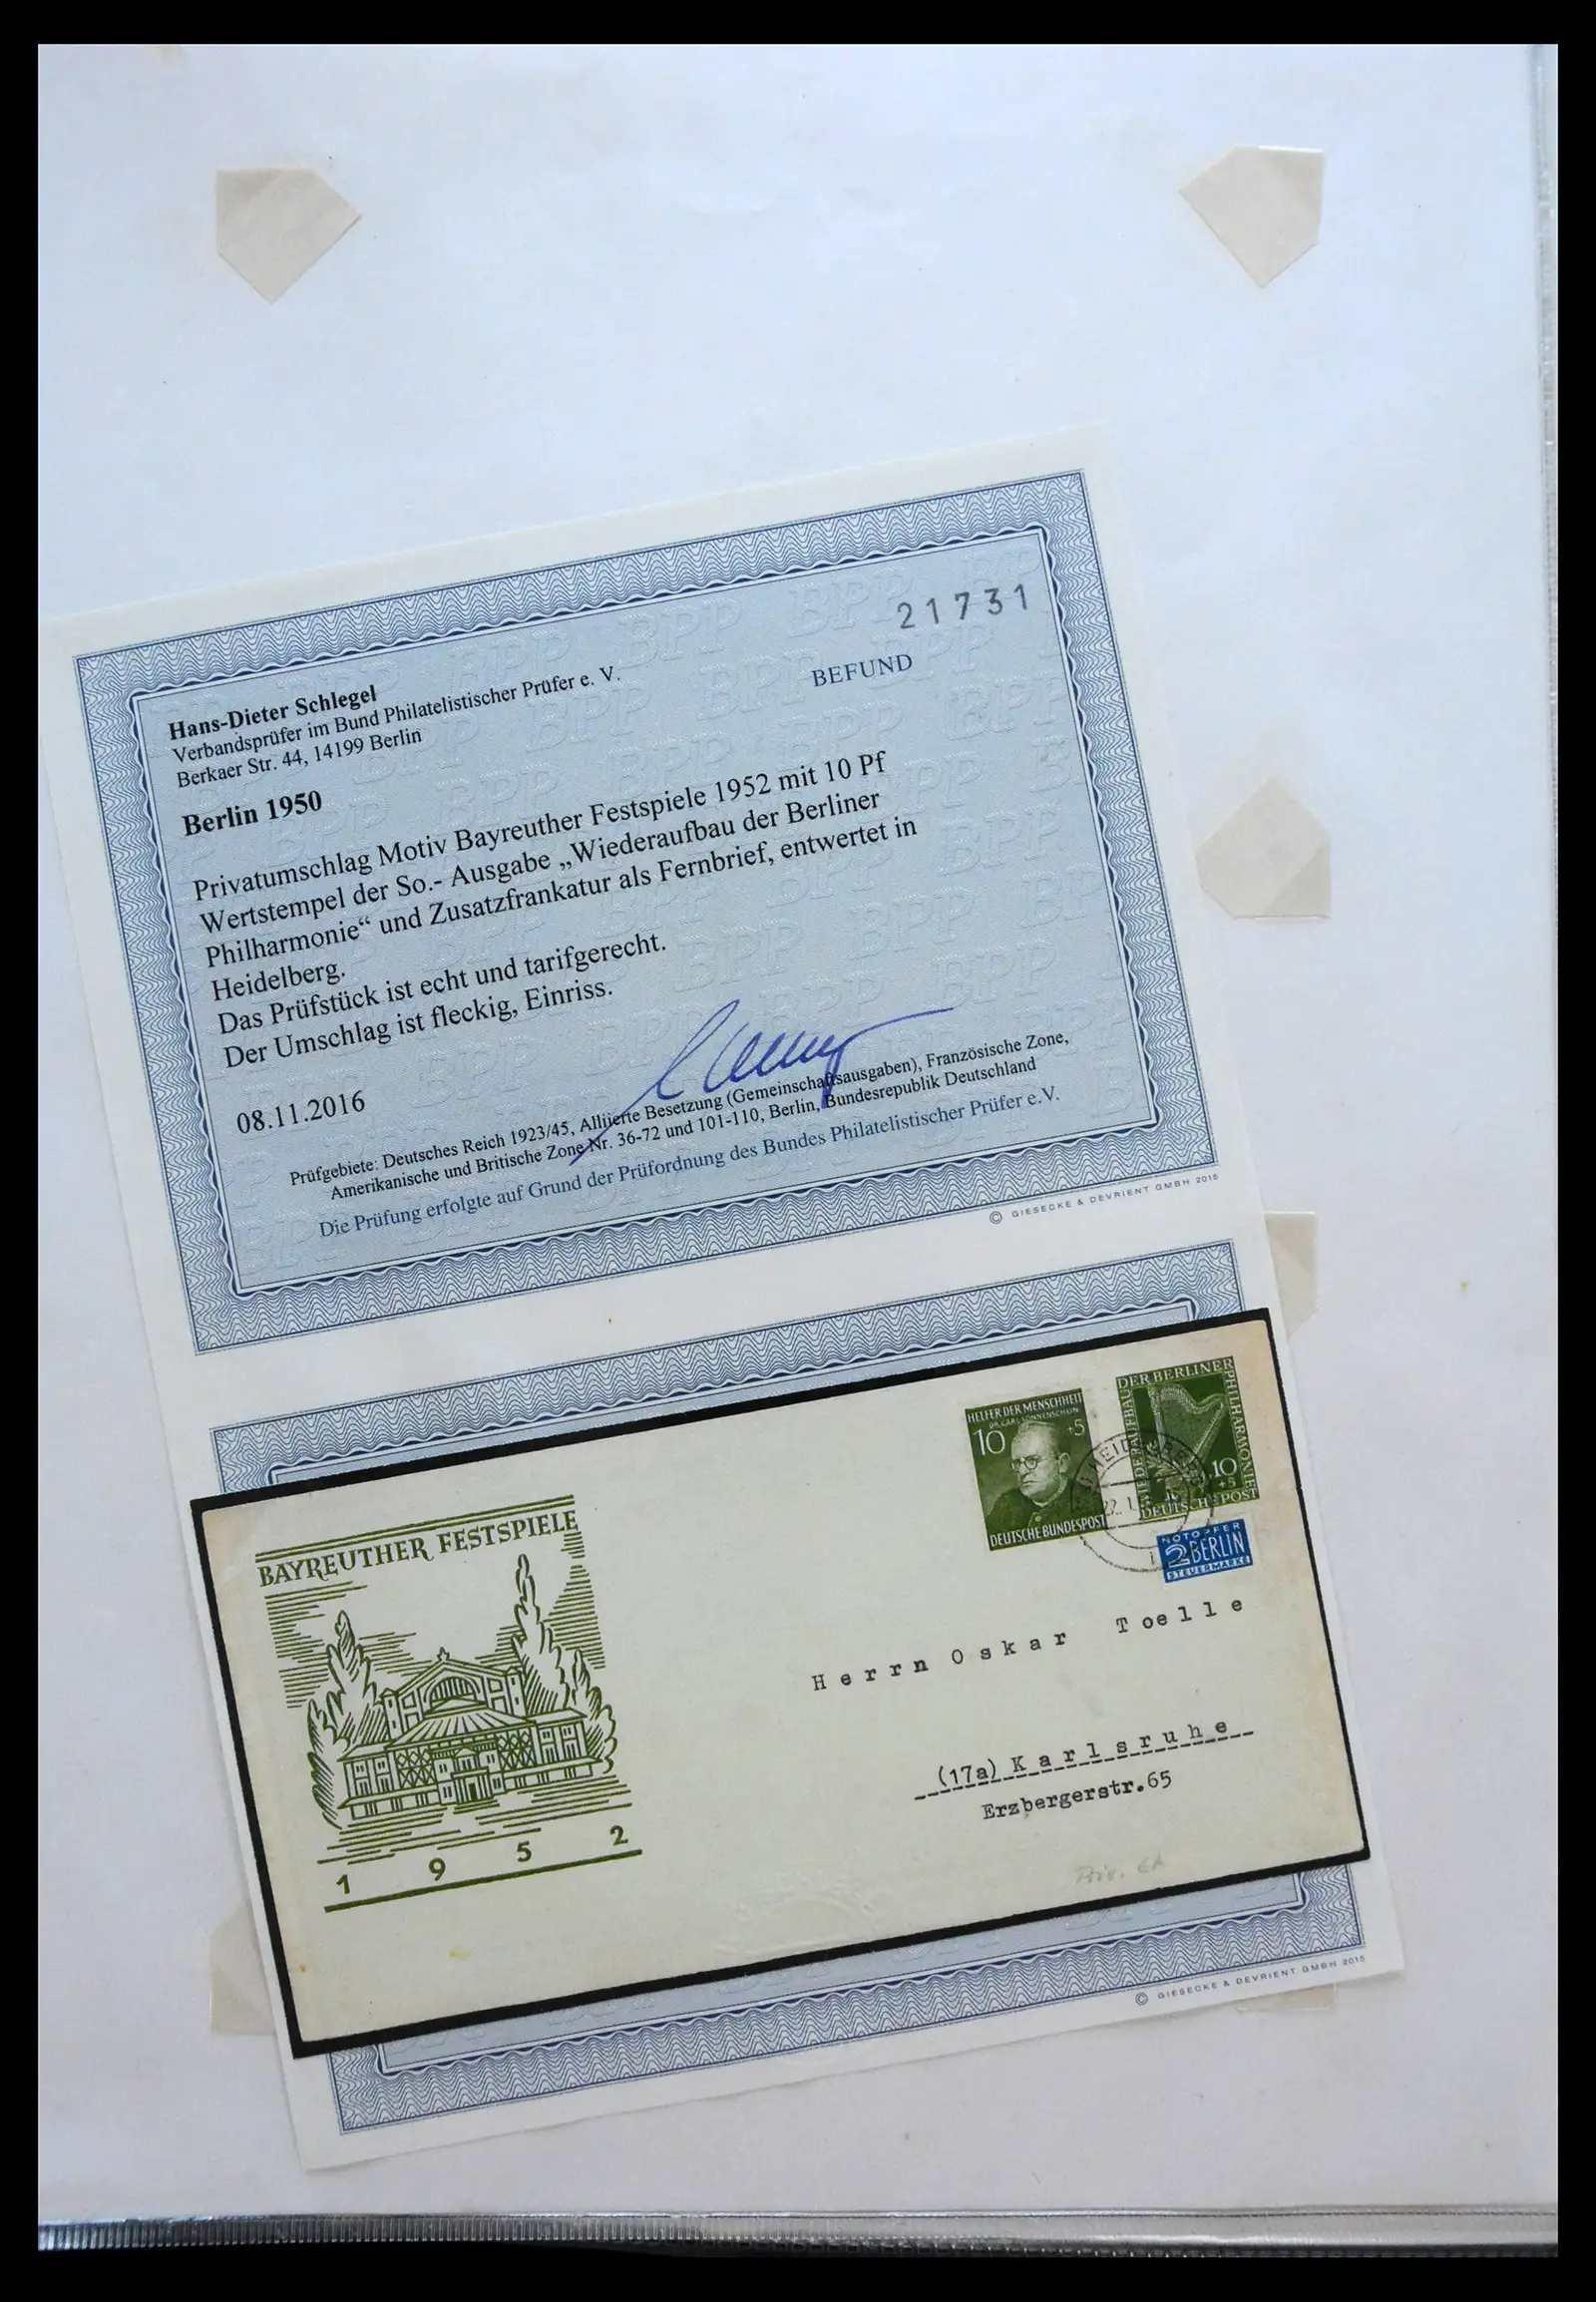 21731
BEFUND
Hans-Dieter Schlegel
Verbandsprüfer im Bund Philatelistischer Prüfer e. V.
Berkaer Str. 44, 14199 Berlin
Berlin 1950
Privatumschlag Motiv Bayreuther Festspiele 1952 mit 10 Pf
Wertstempel der So.- Ausgabe „Wiederaufbau der Berliner
Philharmonie“ und Zusatzfrankatur als Fernbrief, entwertet in
Heidelberg.
Das Prüfstück ist echt und tarifgerecht.
Der Umschlag ist fleckig, Einriss.
08.11.2016
Prüfgebiete: Deutsches Reich 1923/45, Alliierte Besetzung (Gemeinschaftsausgaben), Französische Zone,
Amerikanische und Britische Zone Nr. 36-72 und 101-110, Berlin, Bundesrepublik Deutschland
Die Prüfung erfolgte auf Grund der Prüfordnung des Bundes Philatelistischer Prüfer e.V.
© GIESECKE & DEVRIENT GMBH 2015
HELFER DER MENSCHHEIT
DR. CARL SONNENSCHEIN
10 +5
DEUTSCHE BUNDESPOST
WIEDERAUFBAU DER BERLINER PHILHARMONIE
10
+5
DEUTSCHE POST
NOTOPFER
2 BERLIN
STEUERMARKE
BAYREUTHER FESTSPIELE
1 9 5 2
Herrn Oskar Toelle
(17a) Karlsruhe
Erzbergerstr.65
© GIESECKE & DEVRIENT GMBH 2015